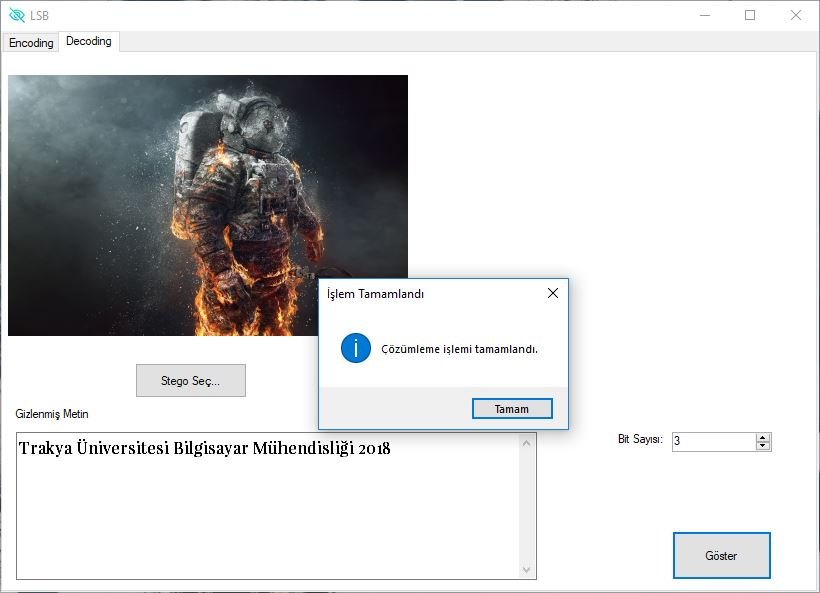 LSB
Encoding
Decoding
İşlem Tamamlandı
Çözümleme işlemi tamamlandı.
Tamam
Stego Seç...
Gizlenmiş Metin
Trakya Üniversitesi Bilgisayar Mühendisliği 2018
Bit Sayısı:
3
Göster